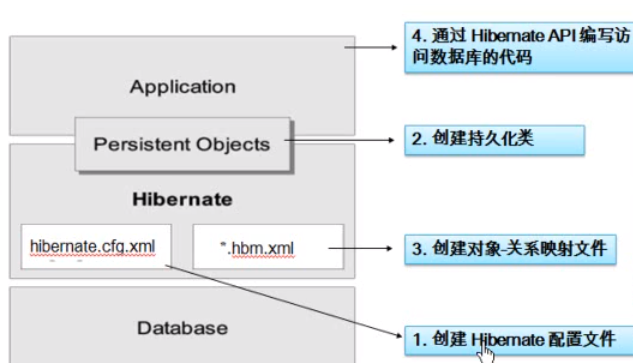 4. 通过 Hibernate API 编写访
问数据库的代码
Application
Persistent Objects
2. 创建持久化类
Hibernate
hibernate.cfg.xml
*.hbm.xml
3. 创建对象-关系映射文件
Database
1. 创建 Hibernate 配置文件